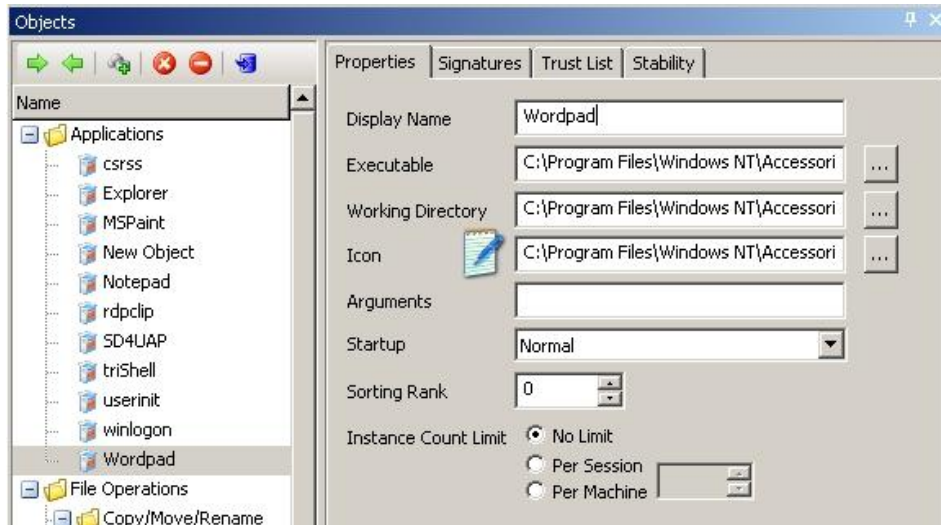 Objects
Name
Applications
csrss
Explorer
MSPaint
New Object
Notepad
rdpclip
SD4UAP
triShell
userinit
winlogon
Wordpad
File Operations
Copy/Move/Rename
Properties Signatures Trust List Stability
Display Name Wordpad
Executable C:\Program Files\Windows NT\Accessori ...
Working Directory C:\Program Files\Windows NT\Accessori ...
Icon C:\Program Files\Windows NT\Accessori ...
Arguments
Startup Normal
Sorting Rank 0
Instance Count Limit No Limit
Per Session
Per Machine